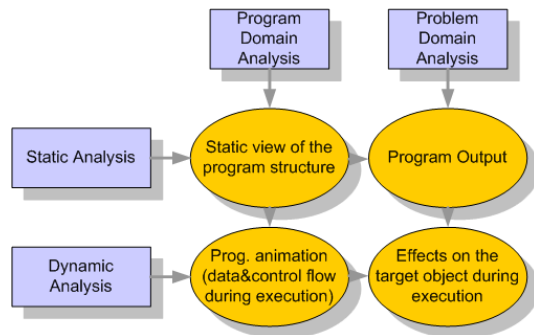 Program
Domain
Analysis
Problem
Domain
Analysis
Static Analysis
Static view of the
program structure
Program Output
Dynamic
Analysis
Prog. animation
(data&control flow
during execution)
Effects on the
target object during
execution